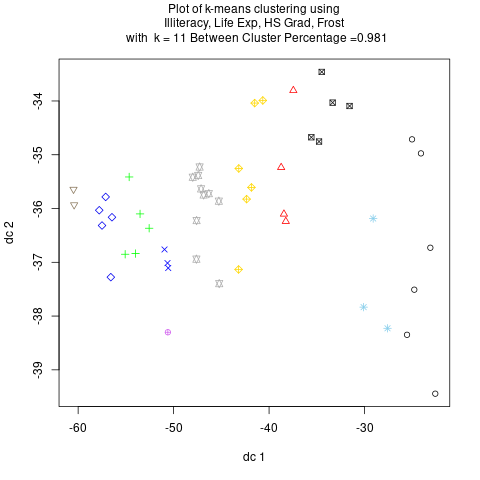 Plot of k-means clustering using
Illiteracy, Life Exp, HS Grad, Frost
with k = 11 Between Cluster Percentage =0.981
-34
-35
-36
-37
-38
-39
dc 2
-60
-50
-40
-30
dc 1